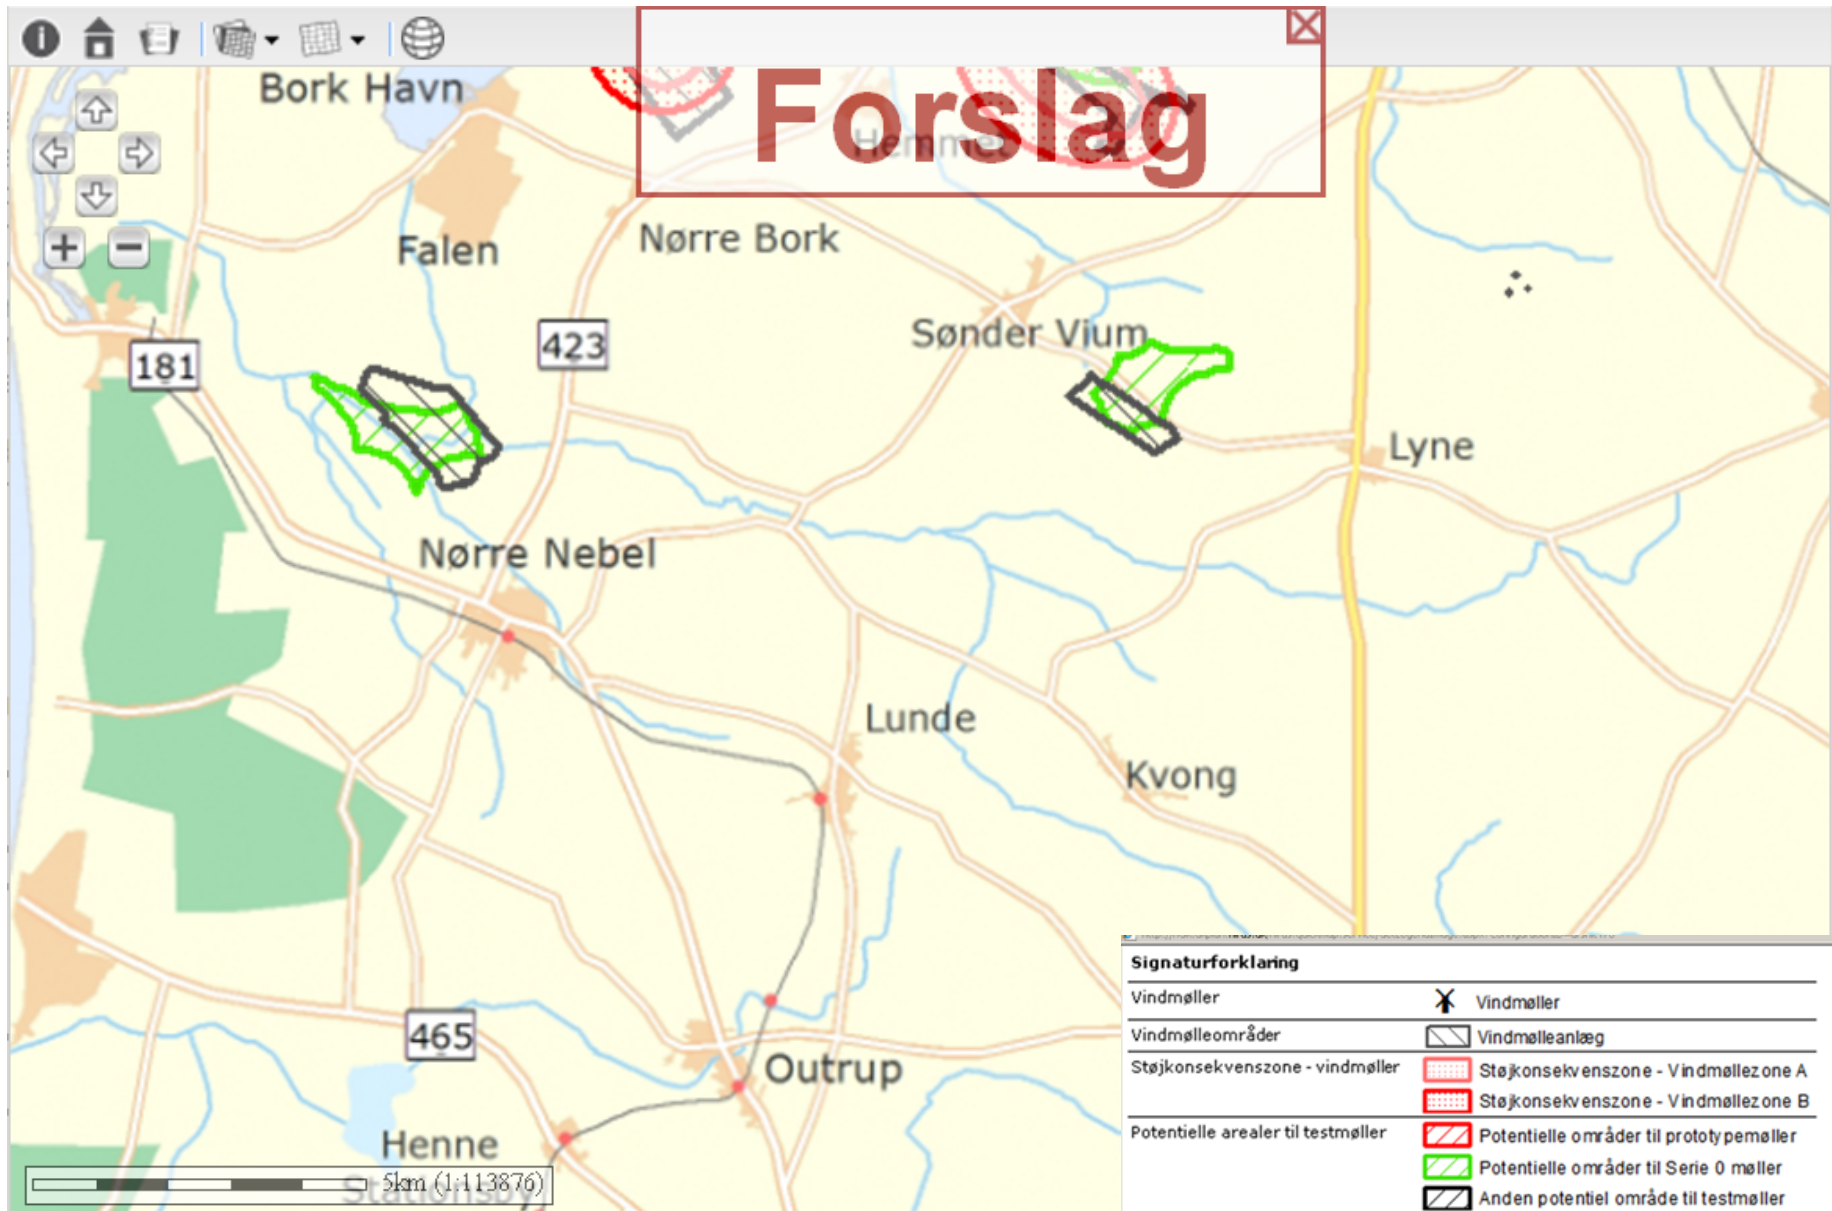 Forslag
Bork Havn
Hemmet
Falen
Nørre Bork
423
Sønder Vium
181
Lyne
Nørre Nebel
Lunde
Kvong
465
Outrup
Henne
Stationsby
5km (1:113876)
Signaturforklaring
Vindmøller Vindmøller
Vindmølleområder Vindmølleanlæg
Støjkonsekvenszone - vindmøller Støjkonsekvenszone - Vindmøllezone A
Støjkonsekvenszone - Vindmøllezone B
Potentielle arealer til testmøller Potentielle områder til prototypemøller
Potentielle områder til Serie 0 møller
Anden potentiel område til testmøller